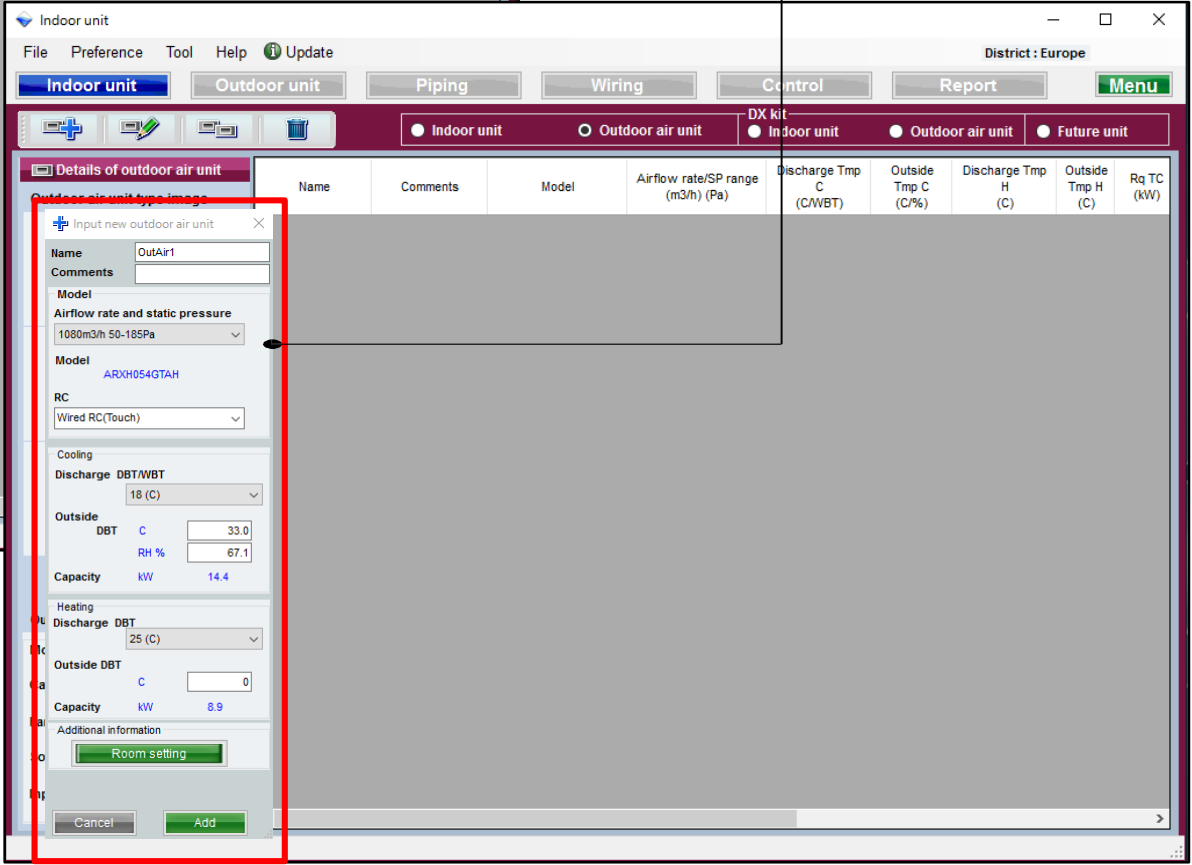 Indoor unit
File Preference Tool Help Update District : Europe
Indoor unit Outdoor unit Piping Wiring Control Report Menu
DX kit
Indoor unit Outdoor air unit Indoor unit Outdoor air unit Future unit
Details of outdoor air unit
Outdoor air unit type image
Name Comments Model Airflow rate/SP range (m3/h) (Pa) Discharge Tmp C (C/WBT) Outside Tmp C (C/%) Discharge Tmp H (C) Outside Tmp H (C) Rq TC (kW)
Input new outdoor air unit
Name OutAir1
Comments
Model
Airflow rate and static pressure
1080m3/h 50-185Pa
Model
ARXH054GTAH
RC
Wired RC(Touch)
Cooling
Discharge DBT/WBT
18 (C)
Outside
DBT C 33.0
RH % 67.1
Capacity kW 14.4
Heating
Discharge DBT
25 (C)
Outside DBT
C 0
Capacity kW 8.9
Additional information
Room setting
Cancel Add